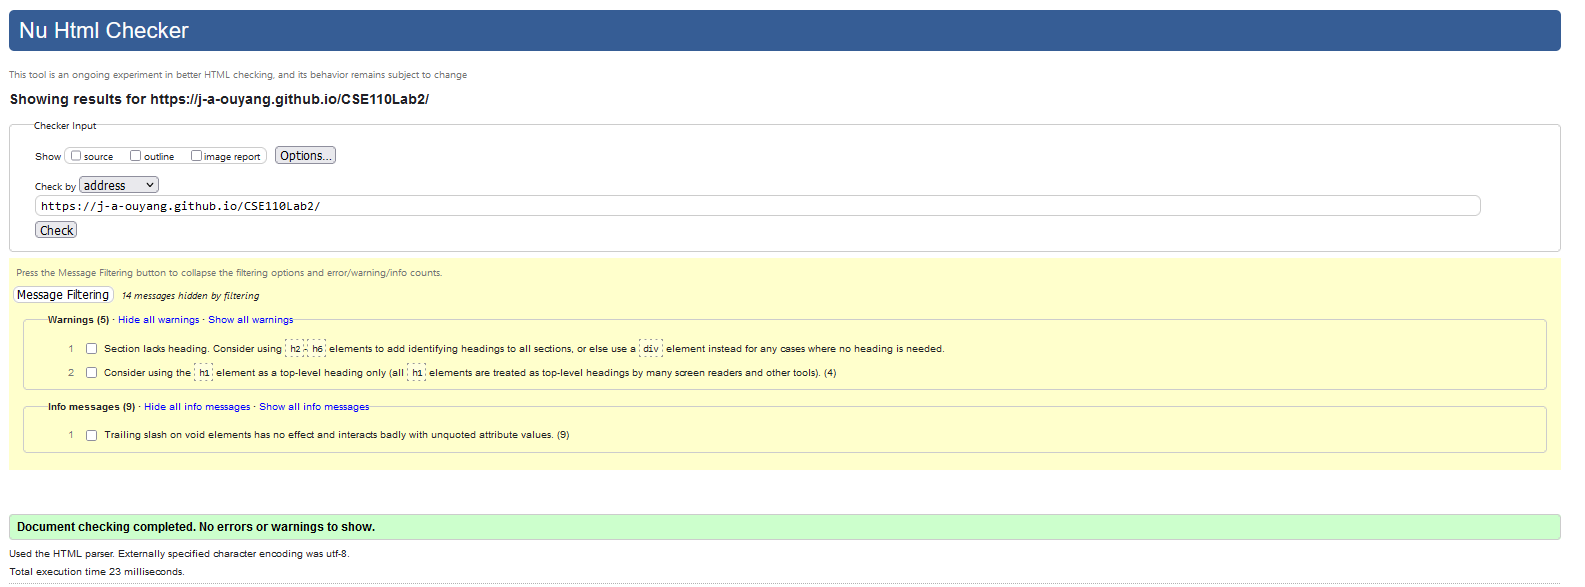 Nu Html Checker
This tool is an ongoing experiment in better HTML checking, and its behavior remains subject to change
Showing results for https://j-a-ouyang.github.io/CSE110Lab2/
Checker Input
Show source outline image report Options...
Check by address
https://j-a-ouyang.github.io/CSE110Lab2/
Check
Press the Message Filtering button to collapse the filtering options and error/warning/info counts.
Message Filtering 14 messages hidden by filtering
Warnings (5) · Hide all warnings · Show all warnings
1 Section lacks heading. Consider using h2-h6 elements to add identifying headings to all sections, or else use a div element instead for any cases where no heading is needed.
2 Consider using the h1 element as a top-level heading only (all h1 elements are treated as top-level headings by many screen readers and other tools). (4)
Info messages (9) · Hide all info messages · Show all info messages
1 Trailing slash on void elements has no effect and interacts badly with unquoted attribute values. (9)
Document checking completed. No errors or warnings to show.
Used the HTML parser. Externally specified character encoding was utf-8.
Total execution time 23 milliseconds.